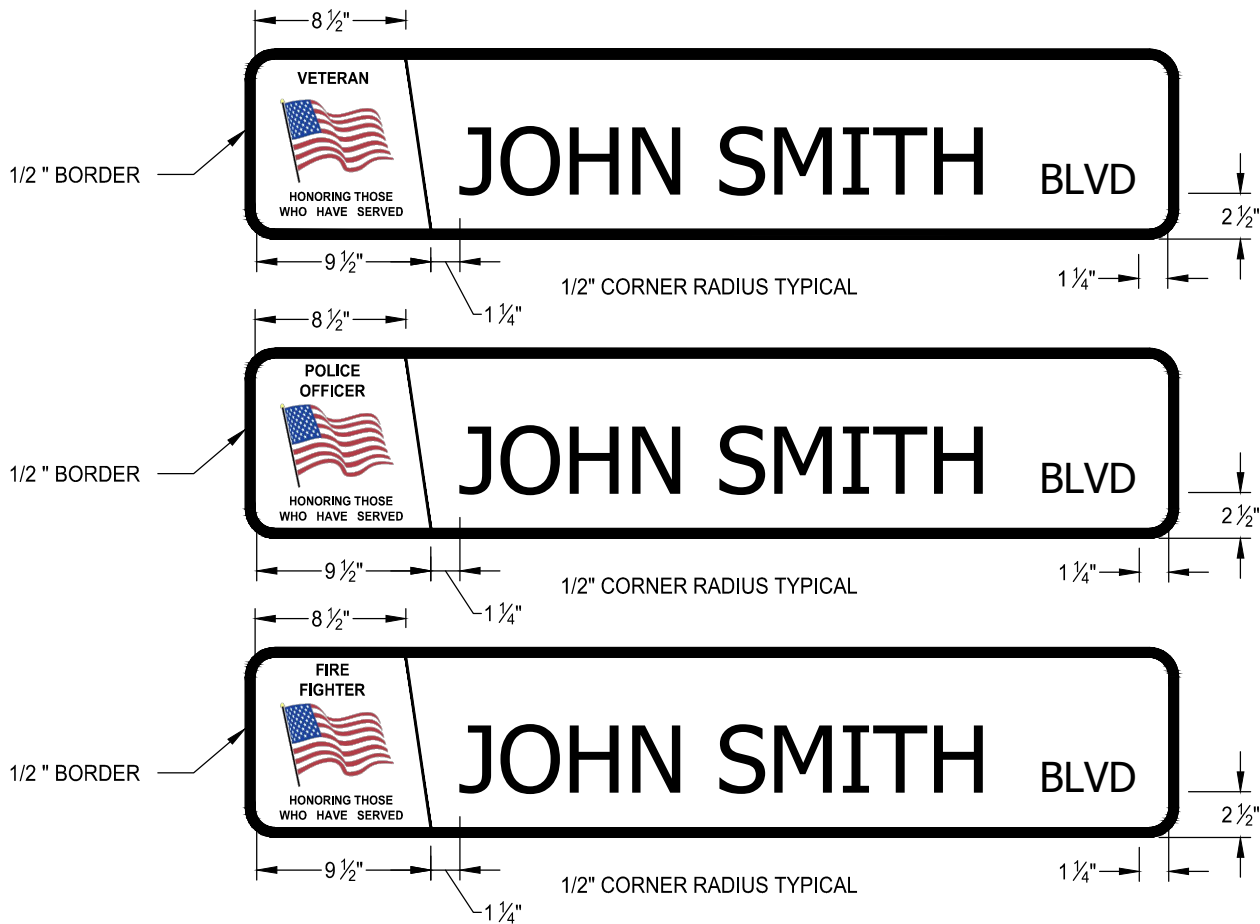 8 ½"
VETERAN
1/2 " BORDER
HONORING THOSE
WHO HAVE SERVED
JOHN SMITH BLVD
2 ½"
9 ½"
1 ¼"
1/2" CORNER RADIUS TYPICAL
1 ¼"
8 ½"
POLICE
OFFICER
1/2 " BORDER
HONORING THOSE
WHO HAVE SERVED
JOHN SMITH BLVD
2 ½"
9 ½"
1 ¼"
1/2" CORNER RADIUS TYPICAL
1 ¼"
8 ½"
FIRE
FIGHTER
1/2 " BORDER
HONORING THOSE
WHO HAVE SERVED
JOHN SMITH BLVD
2 ½"
9 ½"
1 ¼"
1/2" CORNER RADIUS TYPICAL
1 ¼"